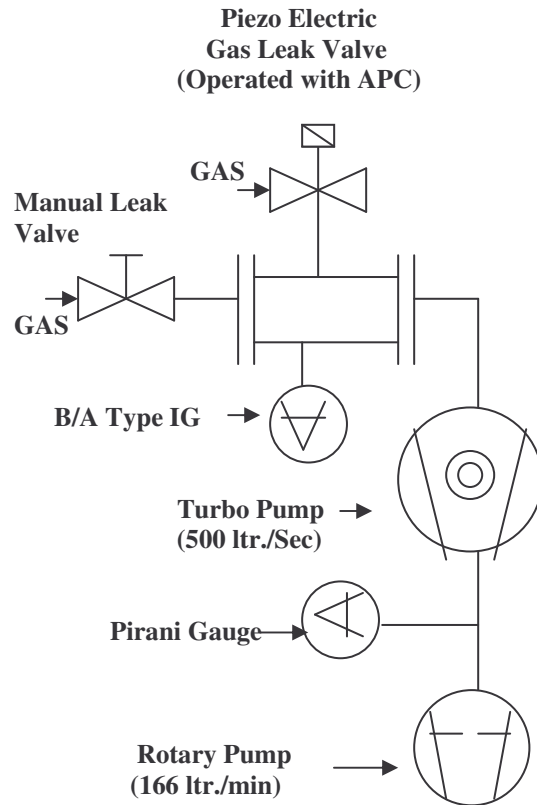 Piezo Electric
Gas Leak Valve
(Operated with APC)
GAS
Manual Leak
Valve
GAS
B/A Type IG
Turbo Pump
(500 ltr./Sec)
Pirani Gauge
Rotary Pump
(166 ltr./min)